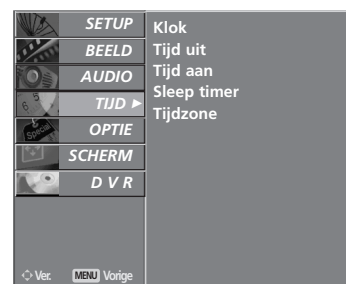 SETUP
BEELD
AUDIO
TIJD ►
OPTIE
SCHERM
D V R
Klok
Tijd uit
Tijd aan
Sleep timer
Tijdzone
Ver. MENU Vorige